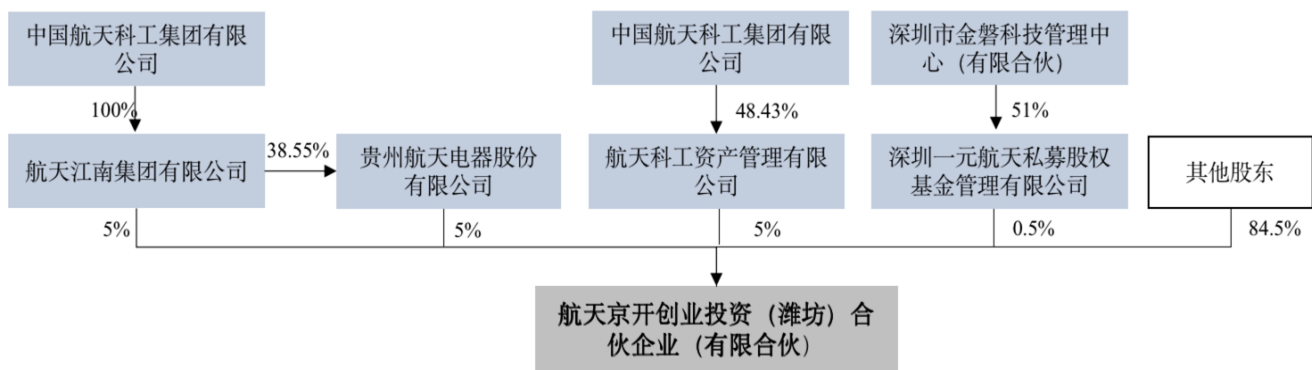 中国航天科工集团有限
公司
中国航天科工集团有限
公司
深圳市金磐科技管理中
心（有限合伙）
100%
48.43%
51%
航天江南集团有限公司
38.55%
贵州航天电器股份
有限公司
航天科工资产管理有限
公司
深圳一元航天私募股权
基金管理有限公司
其他股东
5%
5%
5%
0.5%
84.5%
航天京开创业投资（潍坊）合
伙企业（有限合伙）